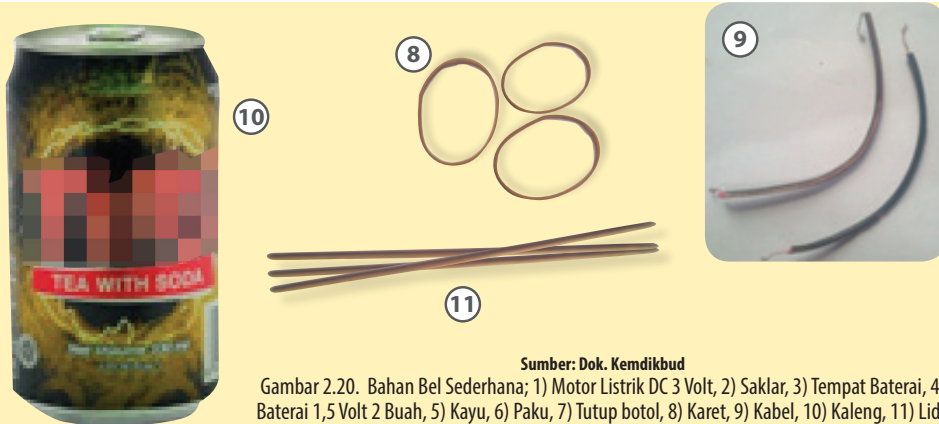 8
9
10
TEA WITH SODA
11
Sumber: Dok. Kemdikbud
Gambar 2.20. Bahan Bel Sederhana; 1) Motor Listrik DC 3 Volt, 2) Saklar, 3) Tempat Baterai, 4
Baterai 1,5 Volt 2 Buah, 5) Kayu, 6) Paku, 7) Tutup botol, 8) Karet, 9) Kabel, 10) Kaleng, 11) Lid